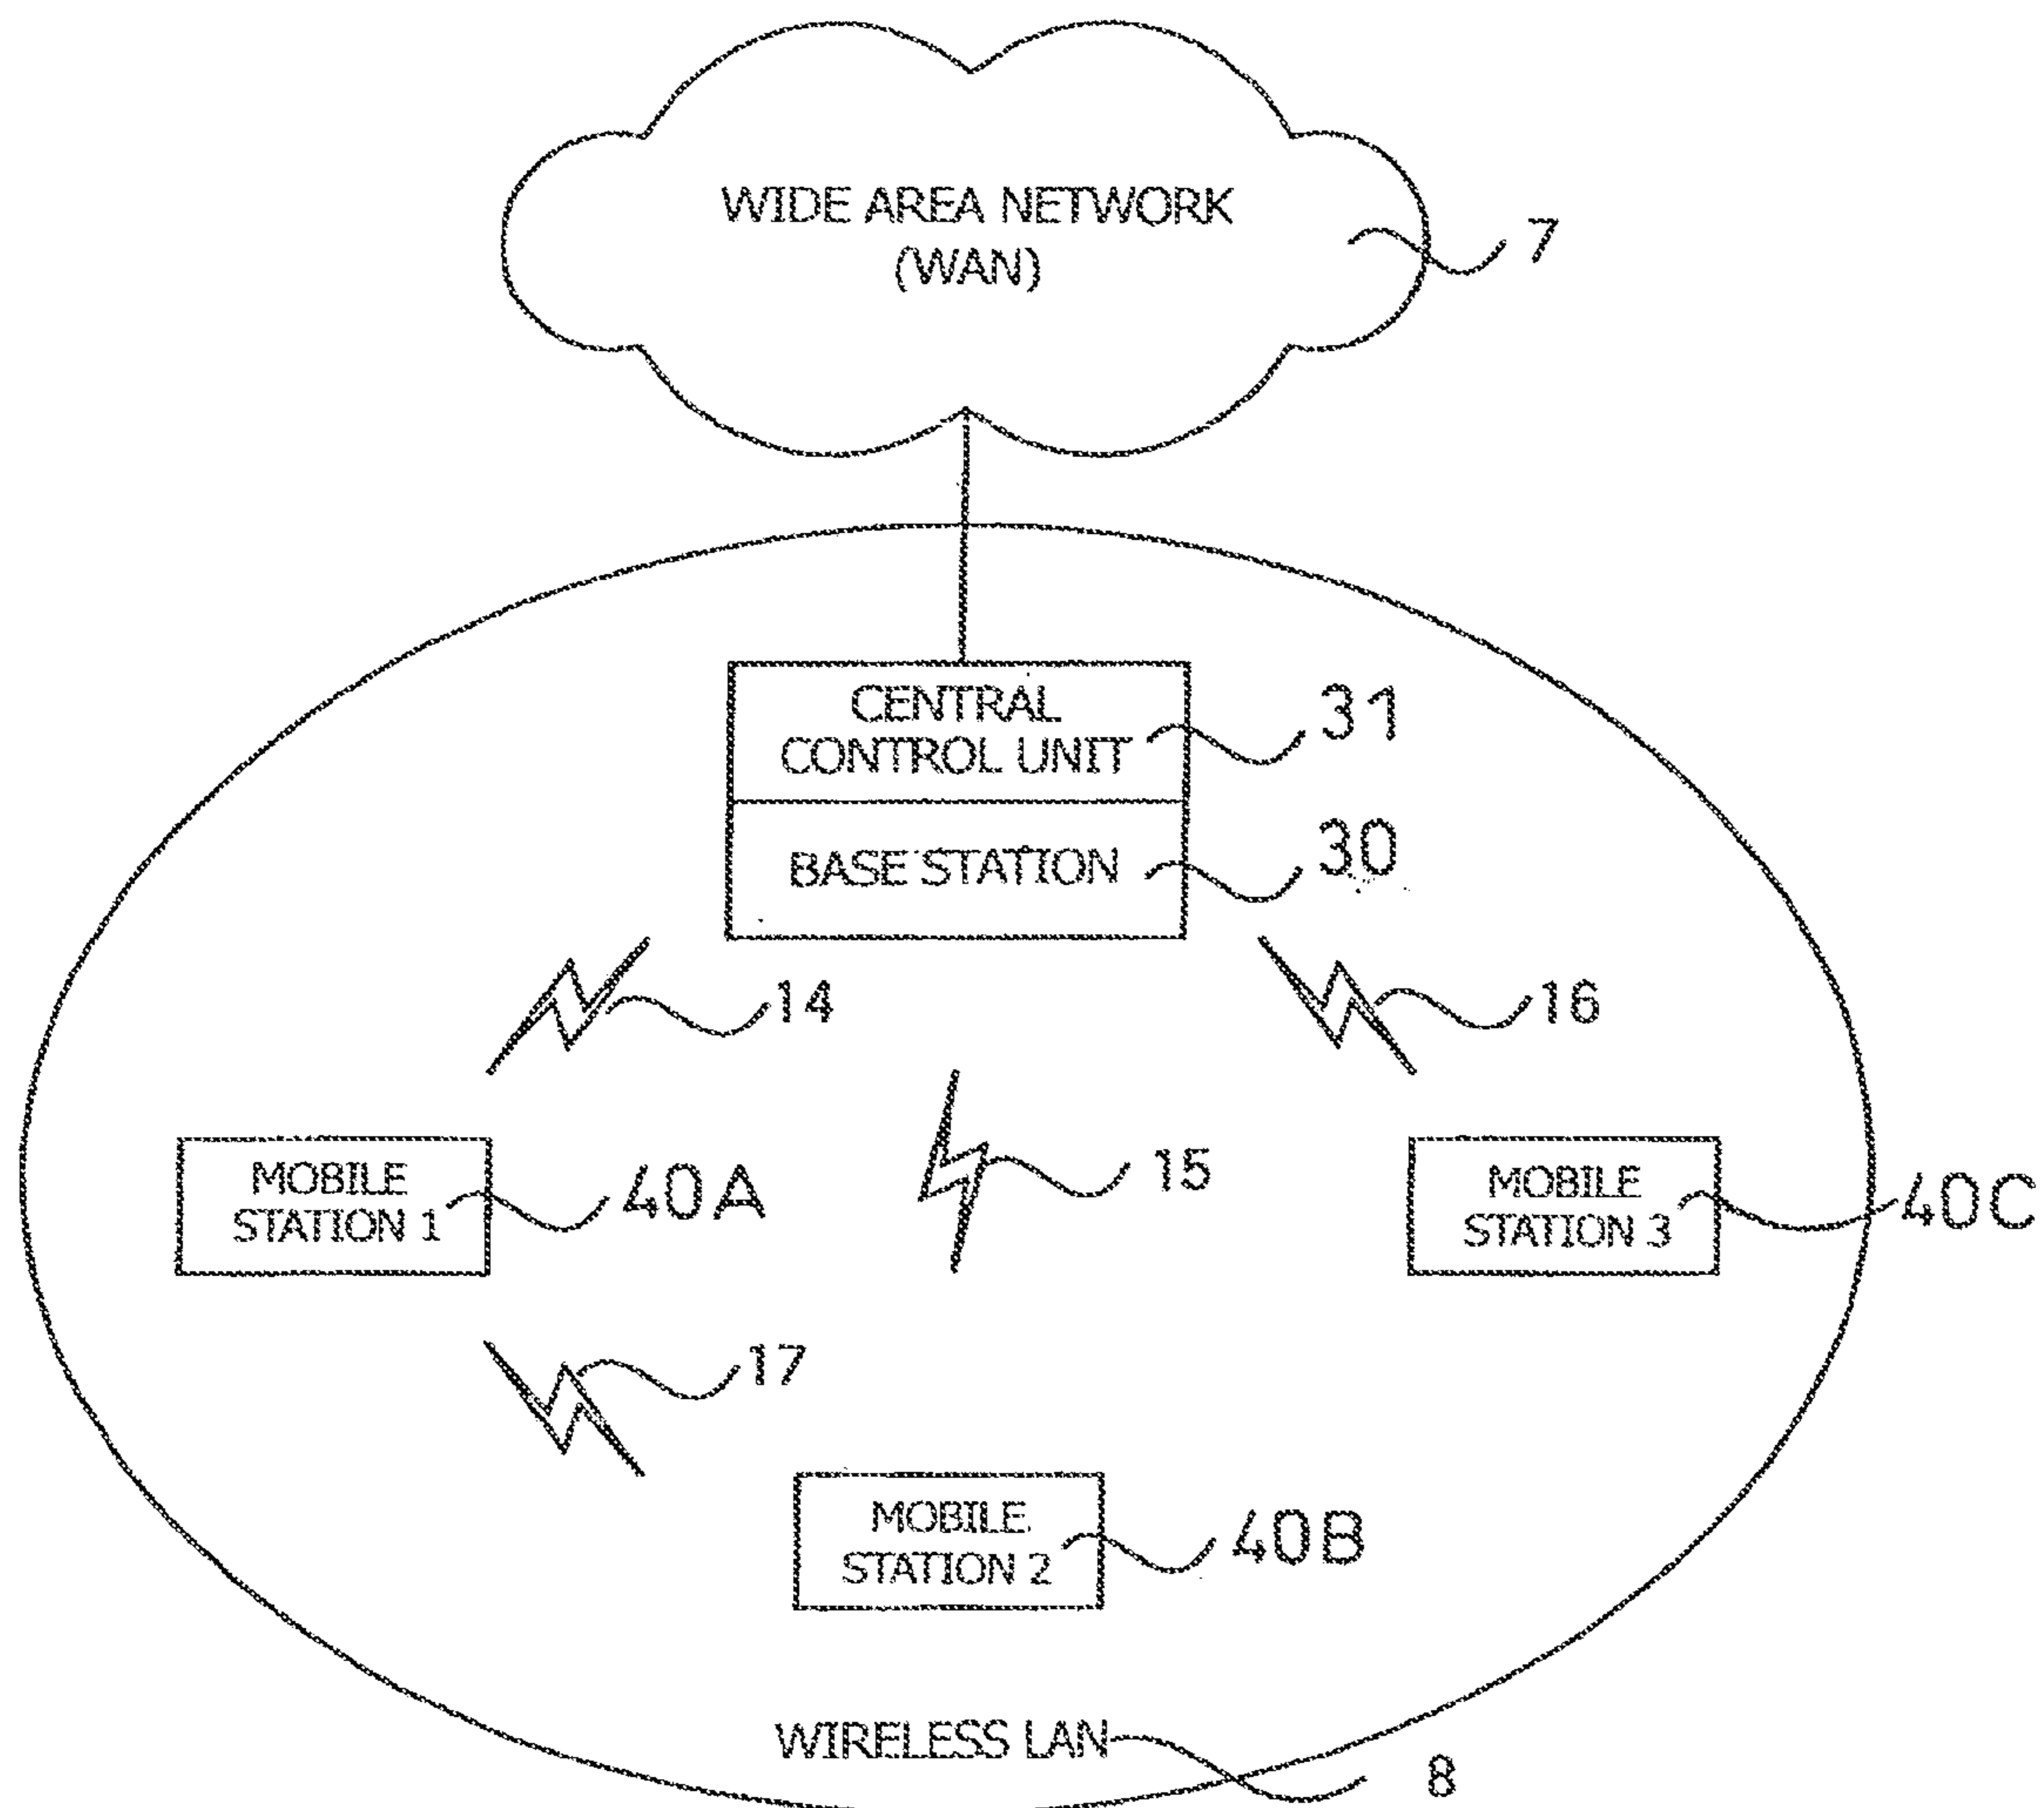 WIDE AREA NETWORK
(WAN)
7
CENTRAL
CONTROL UNIT
31
BASE STATION
30
14
16
15
MOBILE
STATION 1
40A
MOBILE
STATION 3
40C
17
MOBILE
STATION 2
40B
WIRELESS LAN
8